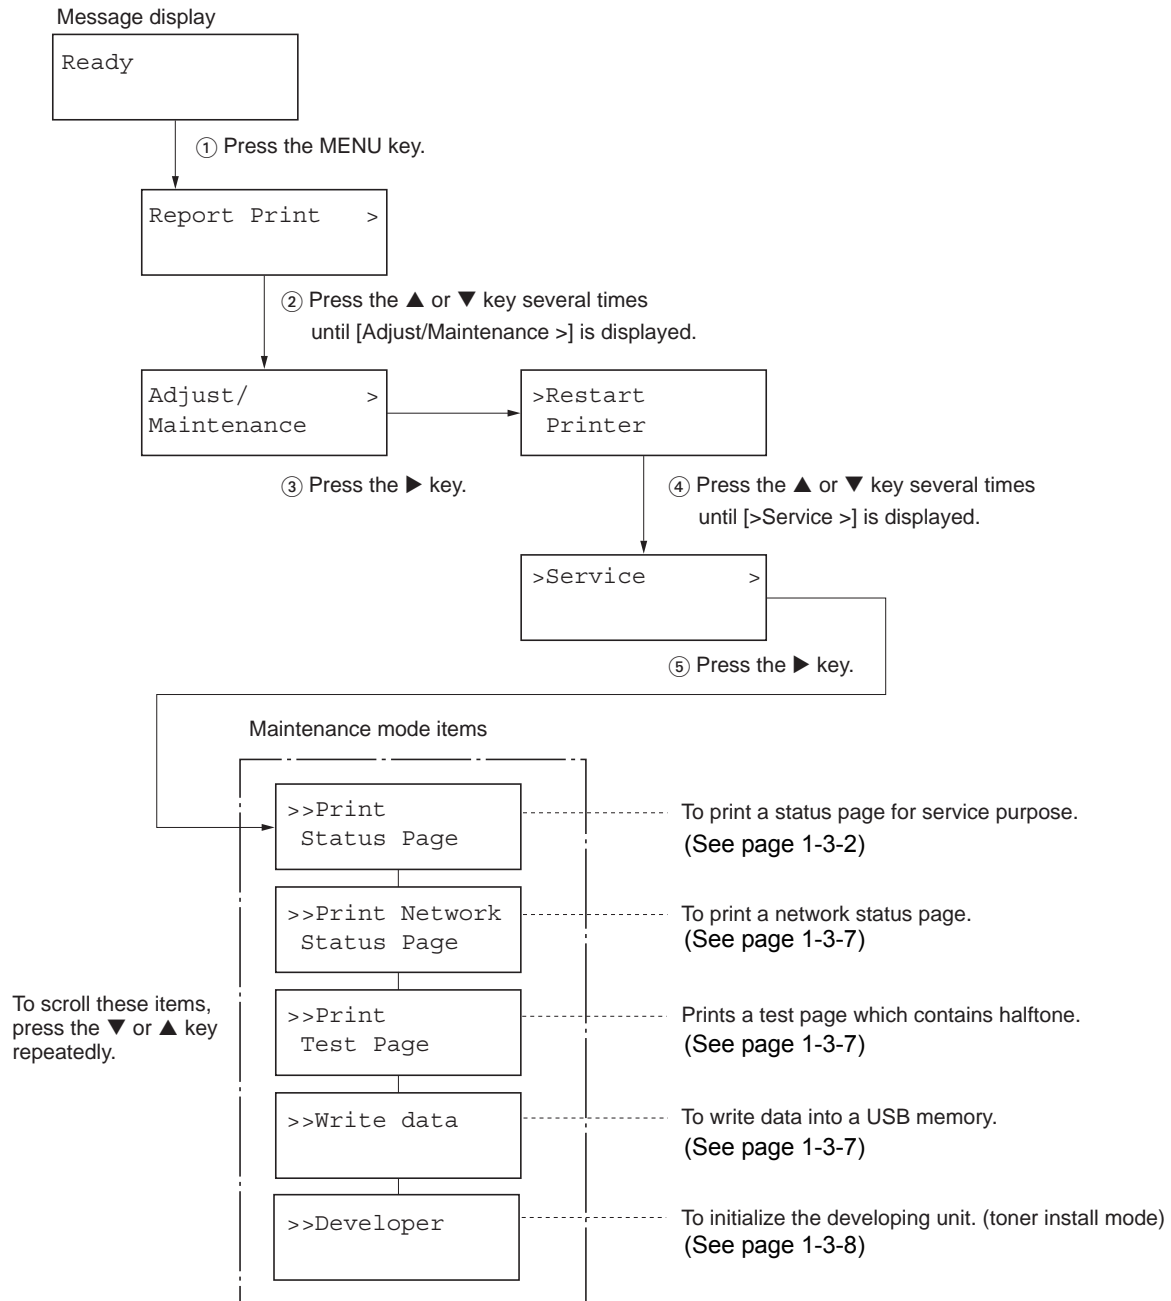 Message display
Ready
① Press the MENU key.
Report Print >
② Press the ▲ or ▼ key several times
until [Adjust/Maintenance >] is displayed.
Adjust/ >
Maintenance
>Restart
Printer
③ Press the ▶ key.
④ Press the ▲ or ▼ key several times
until [>Service >] is displayed.
>Service >
⑤ Press the ▶ key.
Maintenance mode items
>>Print
Status Page
To print a status page for service purpose.
(See page 1-3-2)
>>Print Network
Status Page
To print a network status page.
(See page 1-3-7)
To scroll these items,
press the ▼ or ▲ key
repeatedly.
>>Print
Test Page
Prints a test page which contains halftone.
(See page 1-3-7)
>>Write data
To write data into a USB memory.
(See page 1-3-7)
>>Developer
To initialize the developing unit. (toner install mode)
(See page 1-3-8)